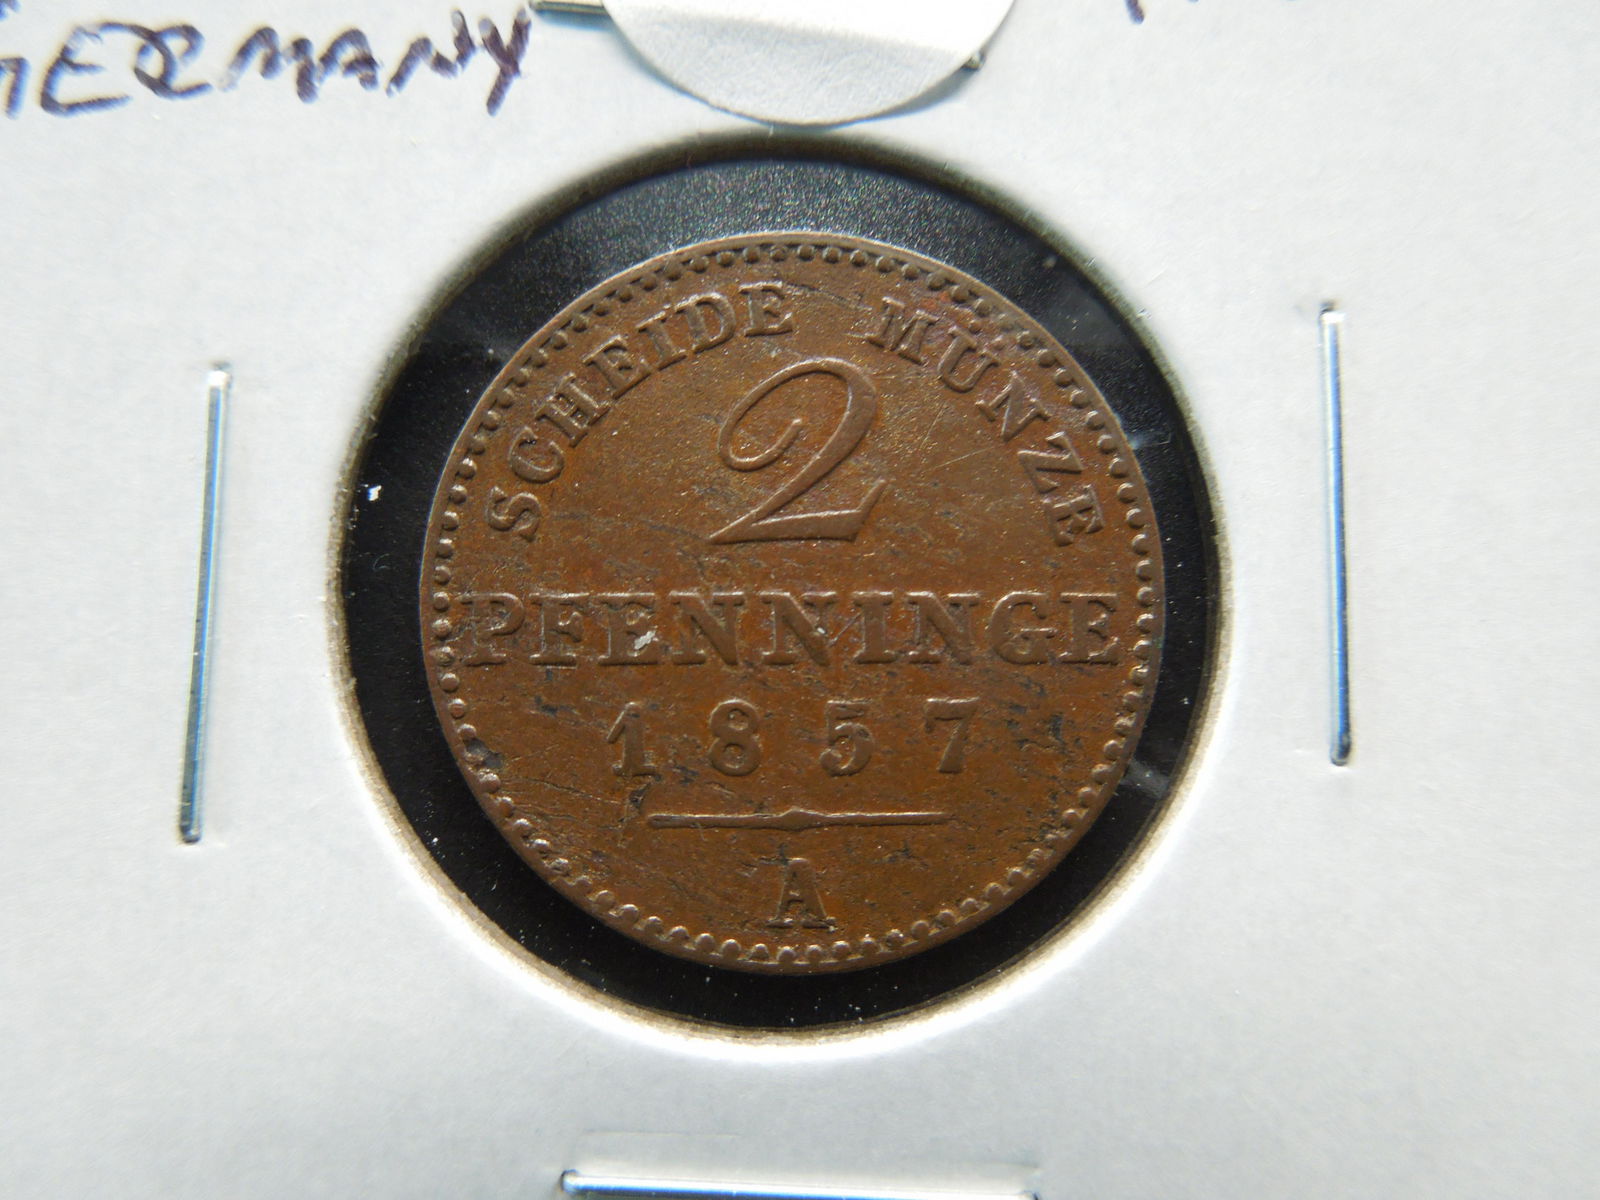 GERMANY
SCHEIDE MÜNZE
2
PFENNINGE
1857
A